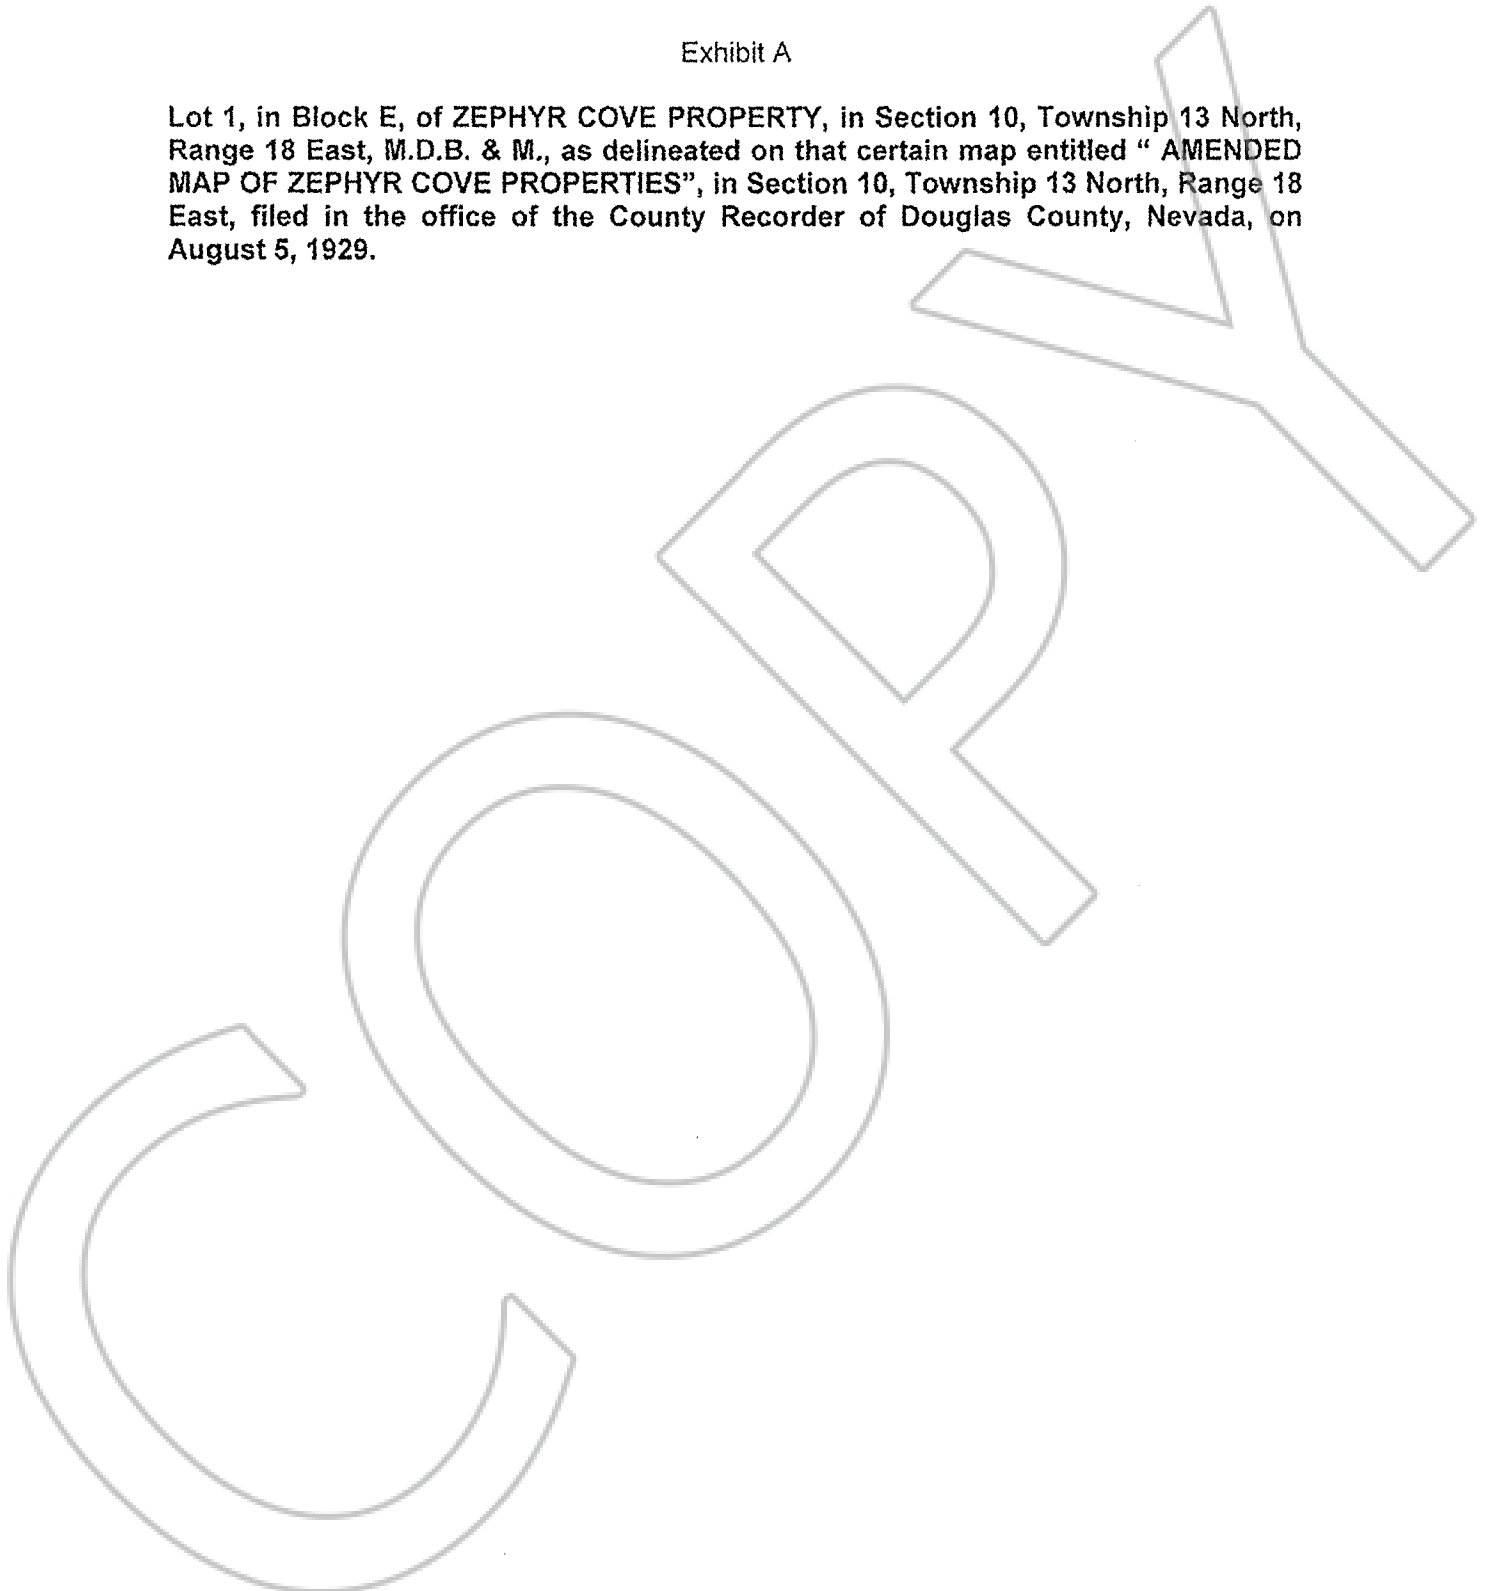 Exhibit A
Lot 1, in Block E, of ZEPHYR COVE PROPERTY, in Section 10, Township 13 North,
Range 18 East, M.D.B. & M., as delineated on that certain map entitled “ AMENDED
MAP OF ZEPHYR COVE PROPERTIES”, in Section 10, Township 13 North, Range 18
East, filed in the office of the County Recorder of Douglas County, Nevada, on
August 5, 1929.
COPY